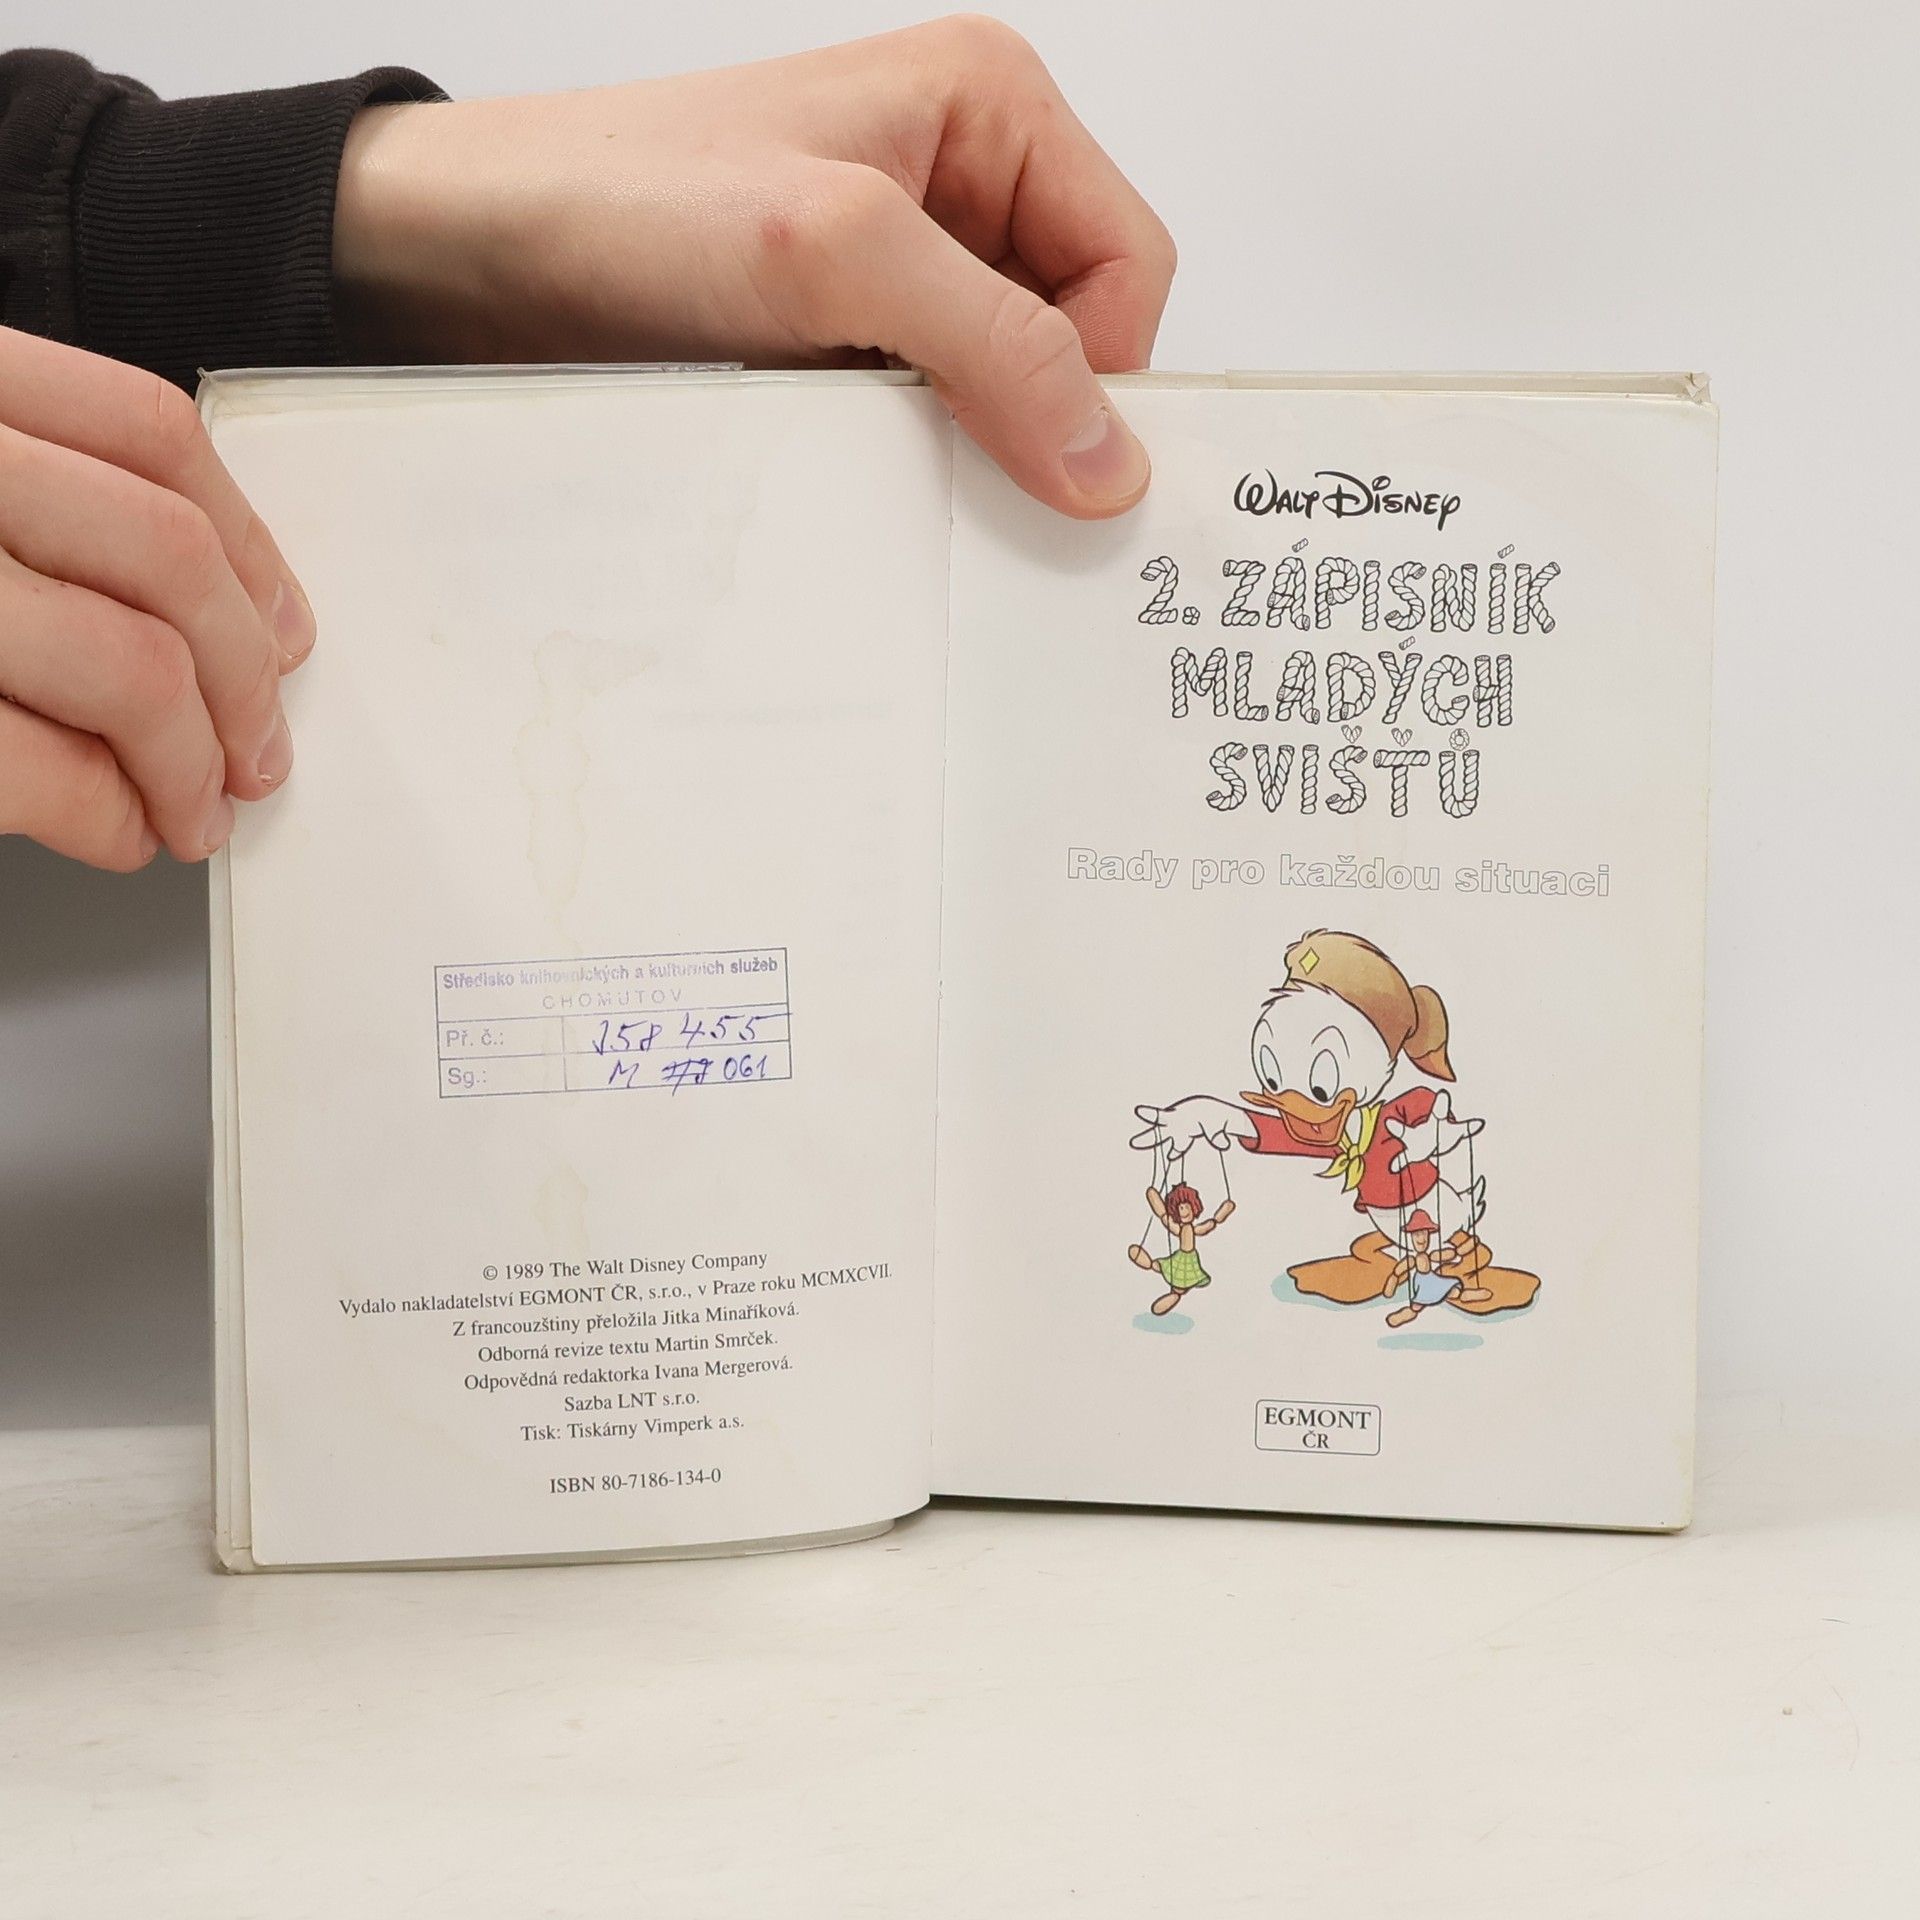 Středisko knihovnických a kulturních služeb
CHOMUTOV
Př. č.: 158 455
Sg.: M 061
© 1989 The Walt Disney Company
Vydalo nakladatelství EGMONT ČR, s.r.o., v Praze roku MCMXCVII.
Z francouzštiny přeložila Jitka Minaříková.
Odborná revize textu Martin Smrček.
Odpovědná redaktorka Ivana Mergerová.
Sazba LNT s.r.o.
Tisk: Tiskárny Vimperk a.s.
ISBN 80-7186-134-0
WALT DISNEY
2. ZÁPISNÍK
MLADÝCH
SVIŠŤŮ
Rady pro každou situaci
EGMONT
ČR